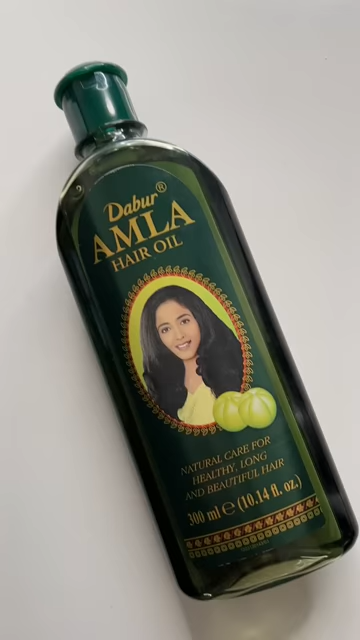 Dabur®
AMLA
HAIR OIL
NATURAL CARE FOR
HEALTHY, LONG
AND BEAUTIFUL HAIR
300 ml ℮ (10.14 fl. oz.)